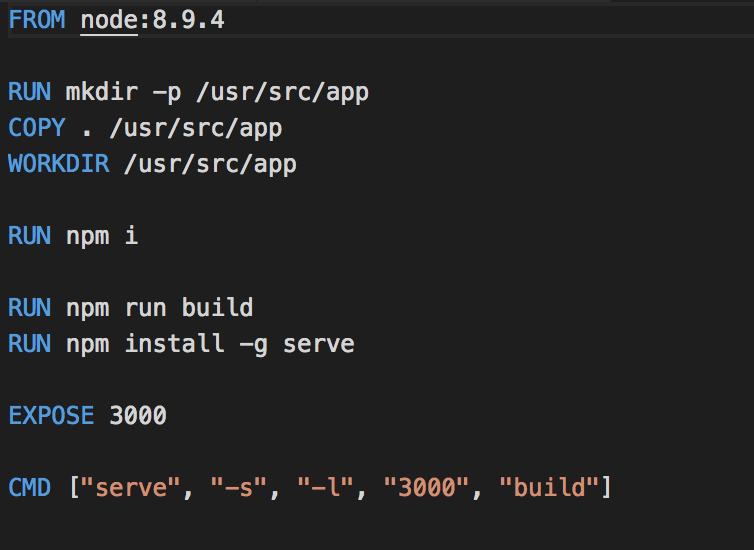 FROM node:8.9.4
RUN mkdir -p /usr/src/app
COPY . /usr/src/app
WORKDIR /usr/src/app
RUN npm i
RUN npm run build
RUN npm install -g serve
EXPOSE 3000
CMD ["serve", "-s", "-l", "3000", "build"]